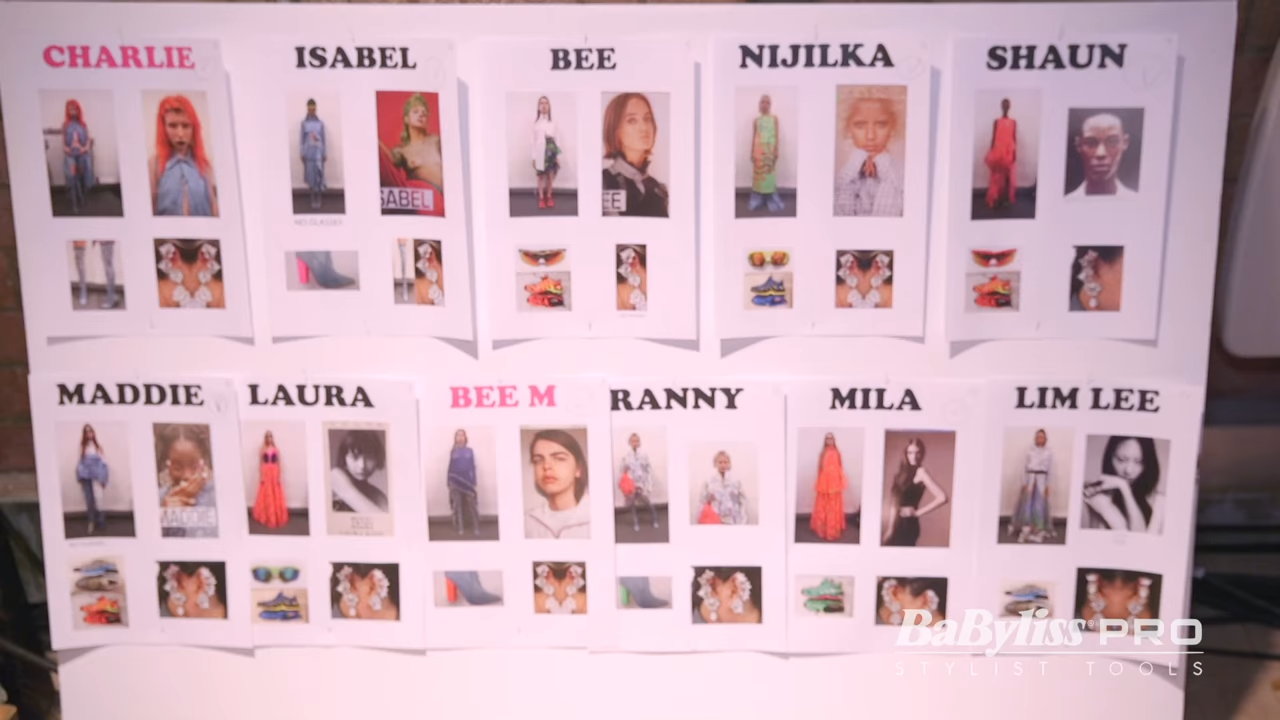 CHARLIE
ISABEL
BEE
NIJILKA
SHAUN
MADDIE
LAURA
BEE M
RANNY
MILA
LIM LEE
BaByliss PRO
STYLIST TOOLS